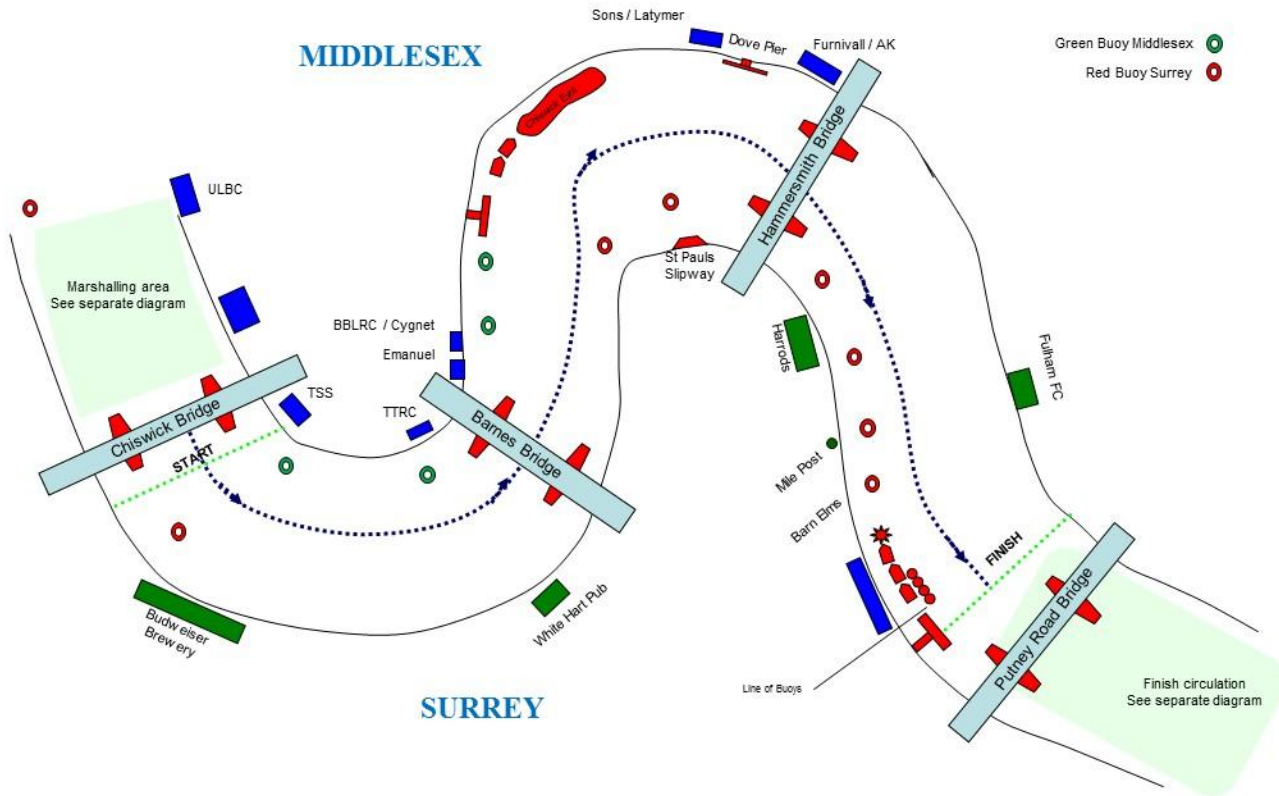 Sons / Latymer
Dove Pier
Furnivall / AK
MIDDLESEX
Green Buoy Middlesex
Red Buoy Surrey
Chiswick Eyot
ULBC
Hammersmith Bridge
Marshalling area
See separate diagram
St Pauls
Slipway
BBLRC / Cygnet
Emanuel
Harrods
Fulham FC
TSS
TTRC
Chiswick Bridge
START
Barnes Bridge
Mile Post
Barn Elms
FINISH
White Hart Pub
Budweiser
Brewery
Putney Road Bridge
Line of Buoys
Finish circulation
See separate diagram
SURREY